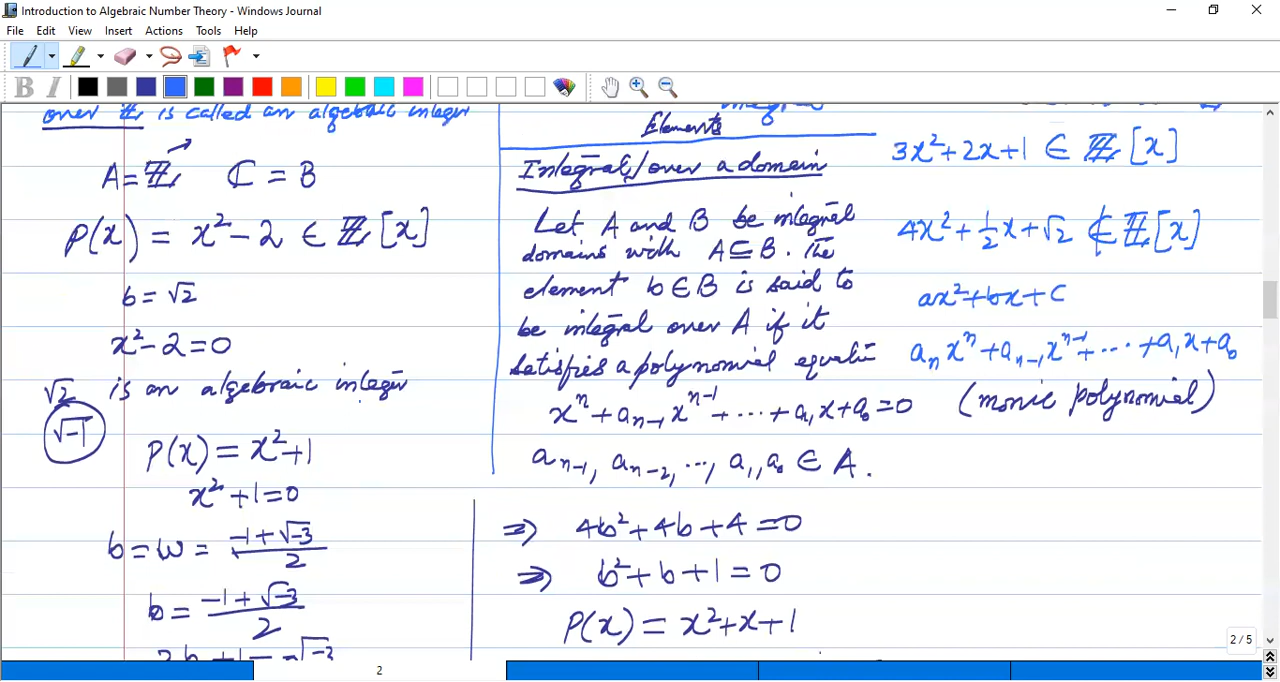 Introduction to Algebraic Number Theory - Windows Journal
File Edit View Insert Actions Tools Help
B I
over ℤ is called an algebraic integer
A = ℤ ℂ = B
P(x) = x² - 2 ∈ ℤ[x]
b = √2
x² - 2 = 0
√2 is an algebraic integer
√-1
P(x) = x² + 1
x² + 1 = 0
b = ω = (-1 + √-3)/2
b = (-1 + √-3)/2
2b + 1 = √-3
integral
Elements
Integral/over a domain
Let A and B be integral
domains with A ⊆ B. The
element b ∈ B is said to
be integral over A if it
satisfies a polynomial equati
xⁿ + aₙ₋₁xⁿ⁻¹ + ... + a₁x + a₀ = 0
aₙ₋₁, aₙ₋₂, ..., a₁, a₀ ∈ A.
⇒ 4b² + 4b + 4 = 0
⇒ b² + b + 1 = 0
P(x) = x² + x + 1
3x² + 2x + 1 ∈ ℤ[x]
4x² + ½x + √2 ∉ ℤ[x]
ax² + bx + c
aₙxⁿ + aₙ₋₁xⁿ⁻¹ + ... + a₁x + a₀
(monic polynomial)
2 / 5
2